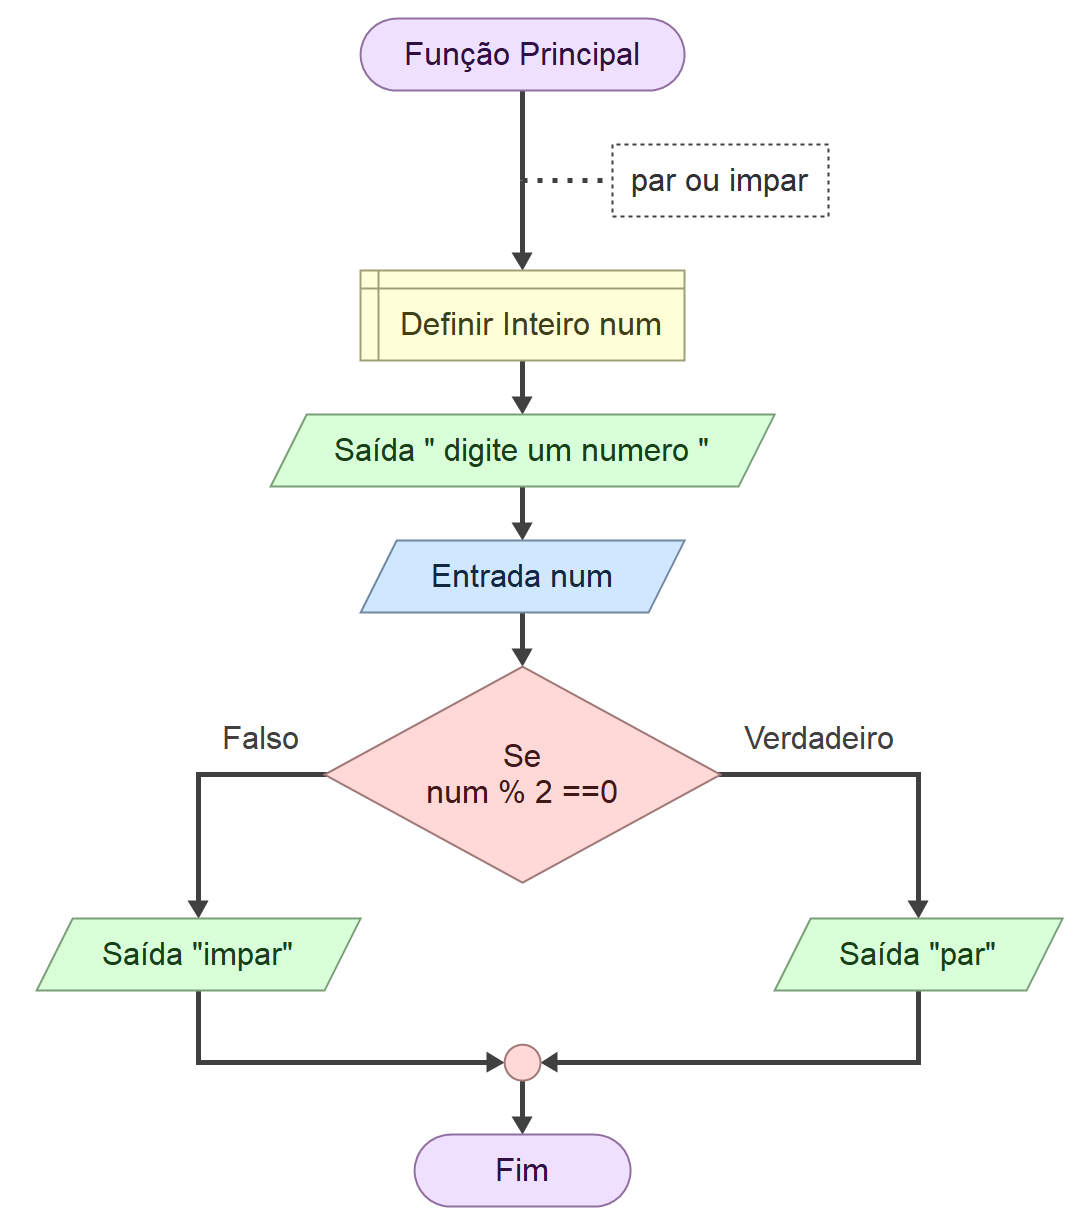 Função Principal
par ou impar
Definir Inteiro num
Saída " digite um numero "
Entrada num
Falso
Verdadeiro
Se
num % 2 ==0
Saída "impar"
Saída "par"
Fim